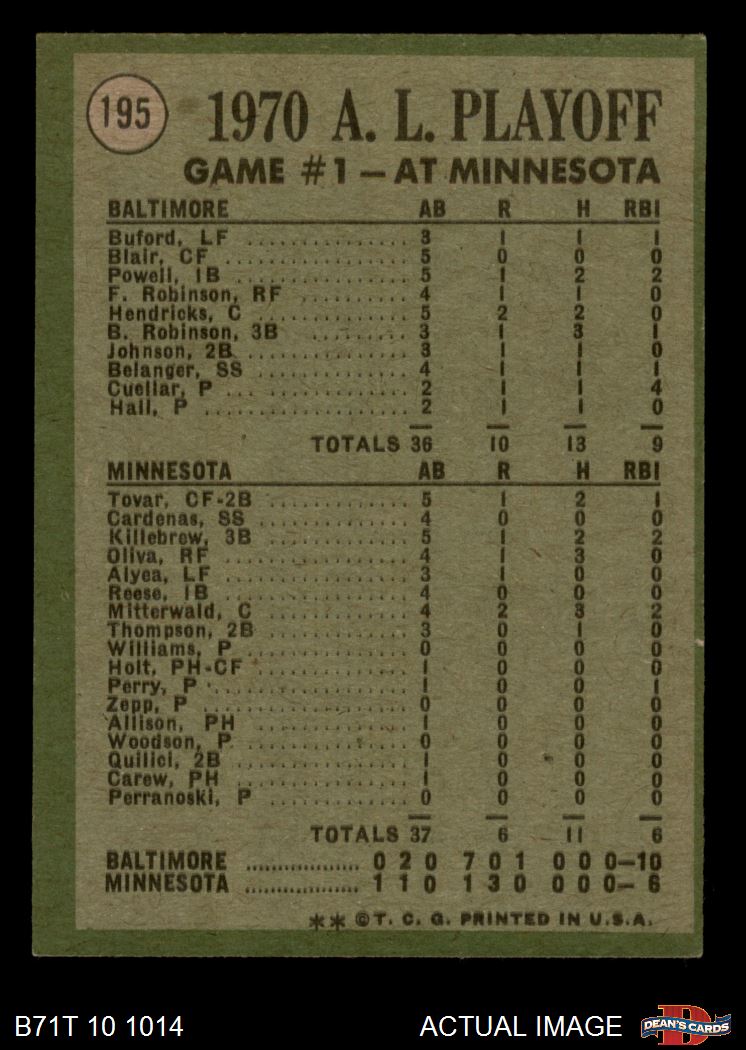 195
1970 A. L. PLAYOFF
GAME #1 – AT MINNESOTA
BALTIMORE AB R H RBI
Buford, LF .............. 3 1 1 1
Blair, CF ................ 5 0 0 0
Powell, 1B .............. 5 1 2 2
F. Robinson, RF ......... 4 1 1 0
Hendricks, C ............ 5 2 2 0
B. Robinson, 3B ......... 3 1 3 1
Johnson, 2B ............. 3 1 1 0
Belanger, SS ............ 4 1 1 1
Cuellar, P .............. 2 1 1 4
Hall, P ................. 2 1 1 0
TOTALS 36 10 13 9
MINNESOTA AB R H RBI
Tovar, CF-2B ............ 5 1 2 1
Cardenas, SS ............ 4 0 0 0
Killebrew, 3B ........... 5 1 2 2
Oliva, RF ............... 4 1 3 0
Alyea, LF ............... 3 1 0 0
Reese, 1B ............... 4 0 0 0
Mitterwald, C ........... 4 2 3 2
Thompson, 2B ............ 3 0 1 0
Williams, P ............. 0 0 0 0
Holt, PH-CF ............. 1 0 0 0
Perry, P ................ 1 0 0 1
Zepp, P ................. 0 0 0 0
Allison, PH ............. 1 0 0 0
Woodson, P .............. 0 0 0 0
Quilici, 2B ............. 1 0 0 0
Carew, PH ............... 1 0 0 0
Perranoski, P ........... 0 0 0 0
TOTALS 37 6 11 6
BALTIMORE .................. 0 2 0 7 0 1 0 0 0–10
MINNESOTA .................. 1 1 0 1 3 0 0 0 0– 6
** ©T. C. G. PRINTED IN U.S.A.
B71T 10 1014 ACTUAL IMAGE D DEAN'S CARDS